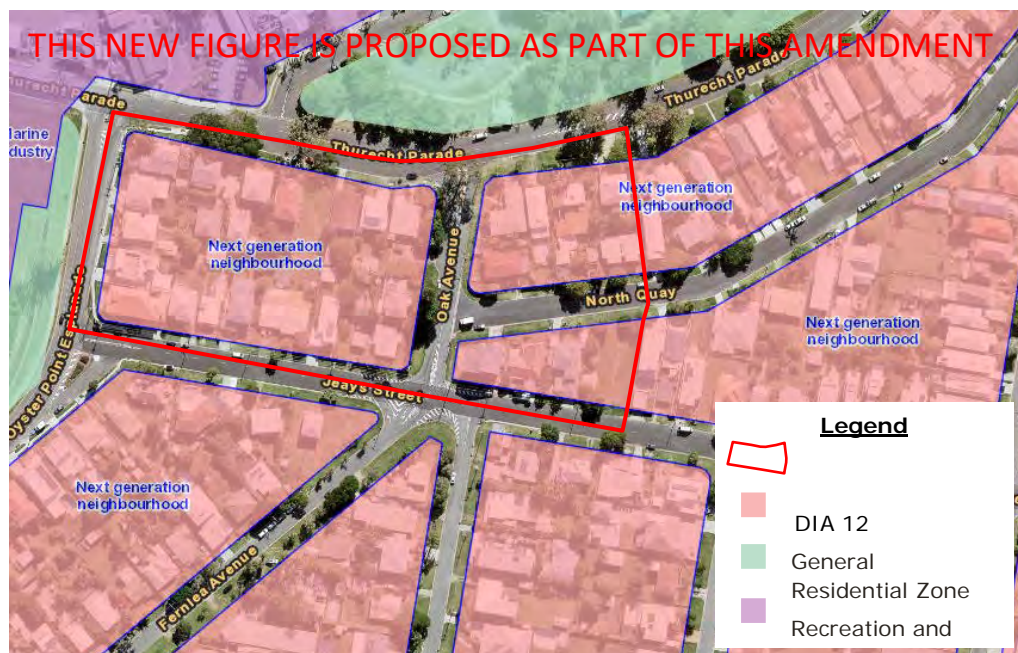 THIS NEW FIGURE IS PROPOSED AS PART OF THIS AMENDMENT
Thurecht Parade
Parade
Marine
Industry
Thurecht Parade
Next generation
neighbourhood
Next generation
neighbourhood
Oak Avenue
North Quay
Next generation
neighbourhood
Oyster Point Esplanade
Jeays Street
Next generation
neighbourhood
Fernlea Avenue
Legend
DIA 12
General
Residential Zone
Recreation and